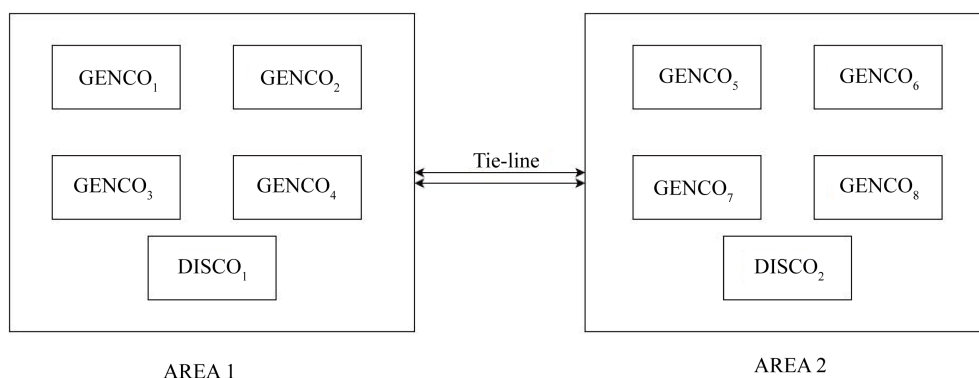 GENCO₁
GENCO₂
GENCO₅
GENCO₆
Tie-line
GENCO₃
GENCO₄
GENCO₇
GENCO₈
DISCO₁
DISCO₂
AREA 1
AREA 2